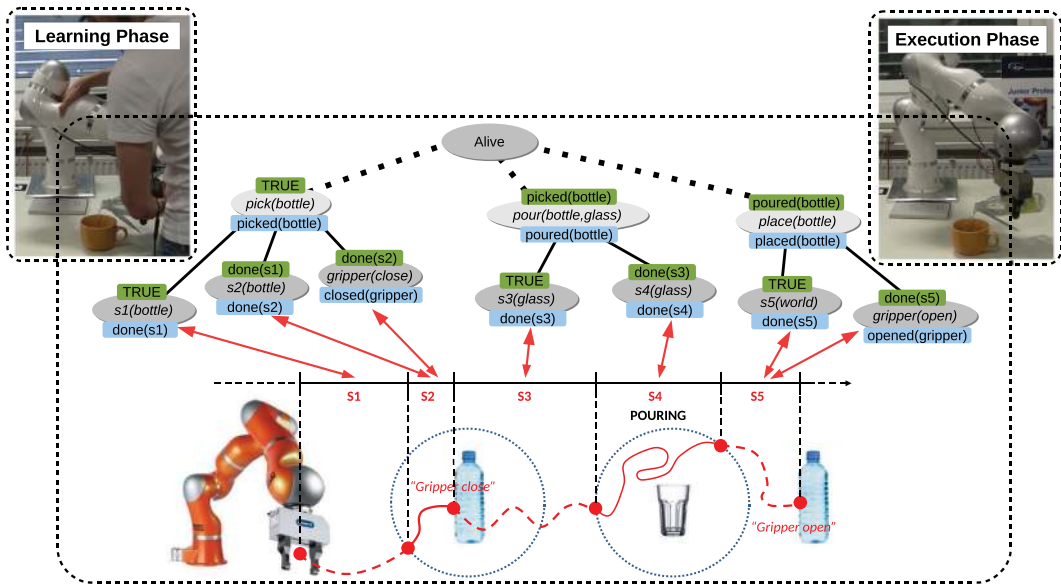 Learning Phase
Execution Phase
Junior Profes
Alive
TRUE
pick(bottle)
picked(bottle)
picked(bottle)
pour(bottle,glass)
poured(bottle)
poured(bottle)
place(bottle)
placed(bottle)
TRUE
s1(bottle)
done(s1)
done(s1)
s2(bottle)
done(s2)
done(s2)
gripper(close)
closed(gripper)
TRUE
s3(glass)
done(s3)
done(s3)
s4(glass)
done(s4)
TRUE
s5(world)
done(s5)
done(s5)
gripper(open)
opened(gripper)
S1
S2
S3
S4
S5
POURING
“Gripper close”
“Gripper open”